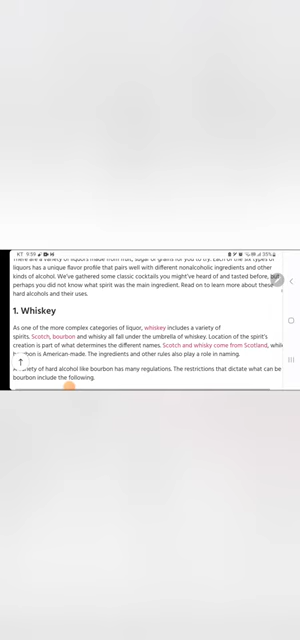 KT 9:59
35%
There are a variety of liquors made from fruit, sugar or grains for you to try. Each of the six types of
liquors has a unique flavor profile that pairs well with different nonalcoholic ingredients and other
kinds of alcohol. We've gathered some classic cocktails you might've heard of and tasted before, but
perhaps you did not know what spirit was the main ingredient. Read on to learn more about these
hard alcohols and their uses.
1. Whiskey
As one of the more complex categories of liquor, whiskey includes a variety of
spirits. Scotch, bourbon and whisky all fall under the umbrella of whiskey. Location of the spirit's
creation is part of what determines the different names. Scotch and whisky come from Scotland, whil
is American-made. The ingredients and other rules also play a role in naming.
of hard alcohol like bourbon has many regulations. The restrictions that dictate what can be
bourbon include the following.